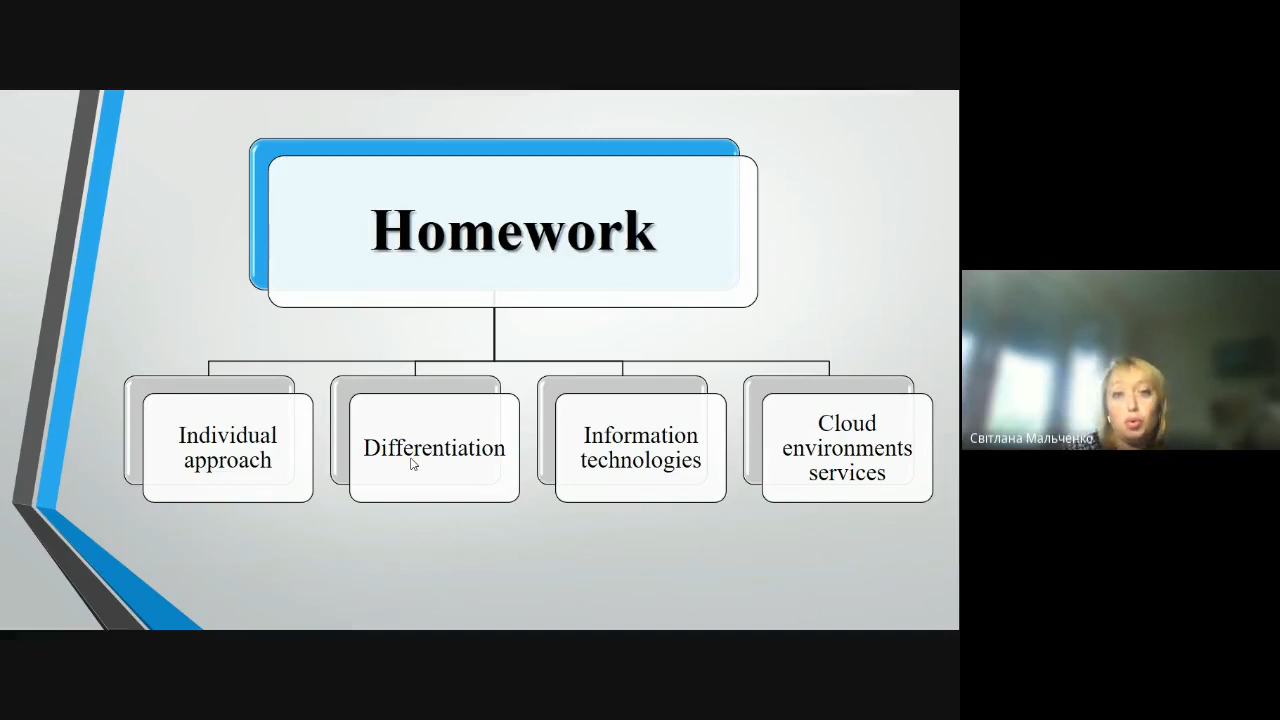 Homework
Individual
approach
Differentiation
Information
technologies
Cloud
environments
services
Світлана Мальченко